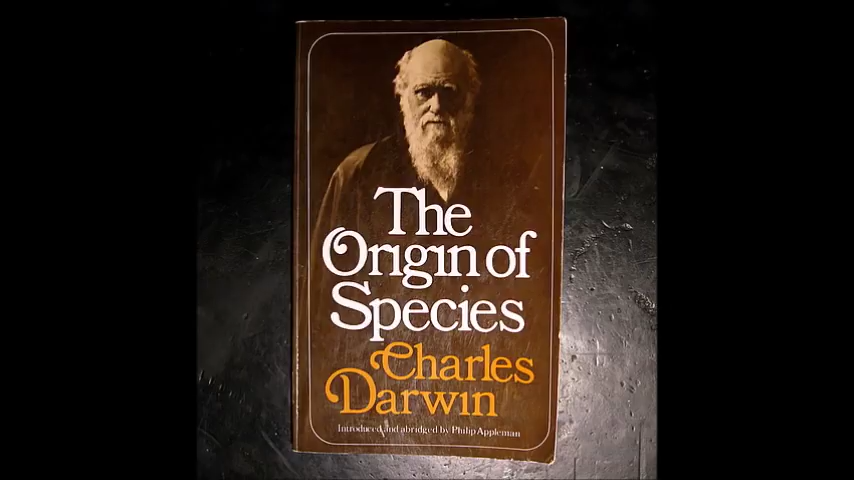 The
Origin of
Species
Charles
Darwin
Introduced and abridged by Philip Appleman